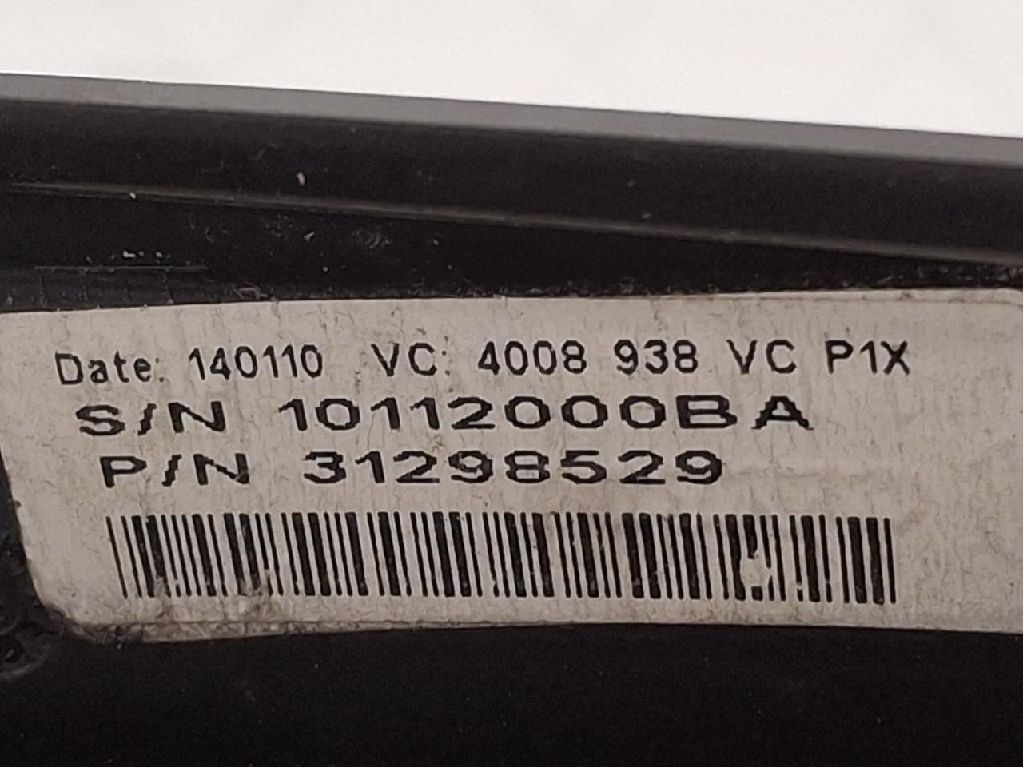 Date: 140110 VC: 4008 938 VC P1X
S/N 10112000BA
P/N 31298529